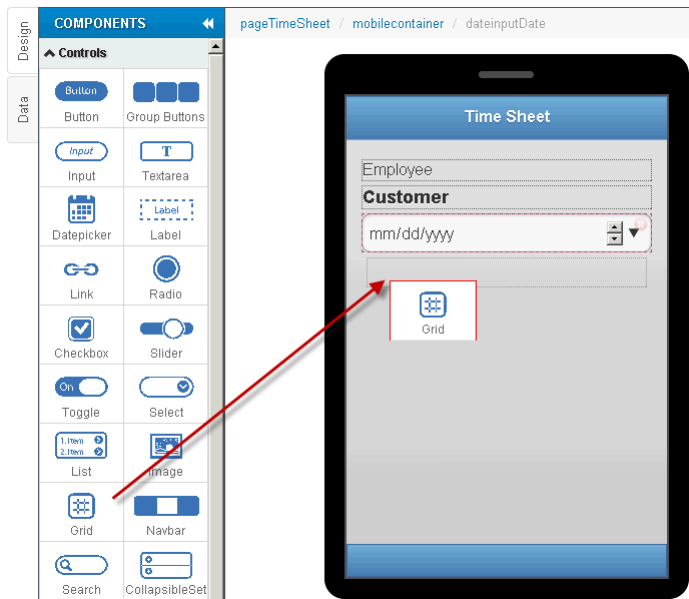 COMPONENTS
pageTimeSheet / mobilecontainer / dateinputDate
Design
Data
Controls
Button
Button
Group Buttons
Input
Input
T
Textarea
Datepicker
Label
Label
Link
Radio
Checkbox
Slider
On
Toggle
Select
1.Item
2.Item
List
Image
Grid
Navbar
Search
CollapsibleSet
Time Sheet
Employee
Customer
mm/dd/yyyy
Grid